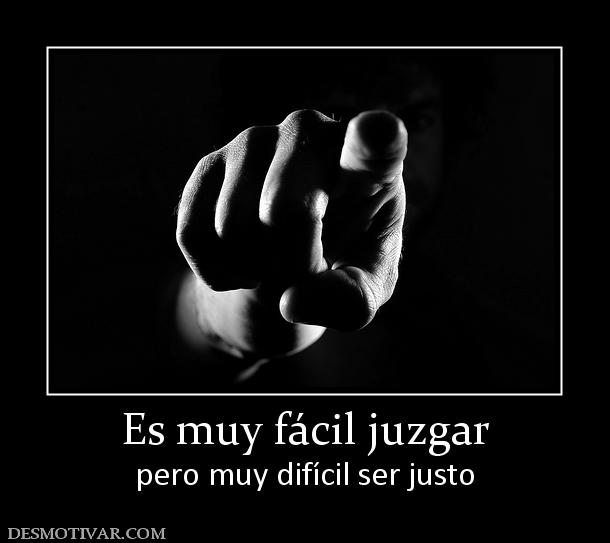 Es muy fácil juzgar
pero muy difícil ser justo
DESMOTIVAR.COM